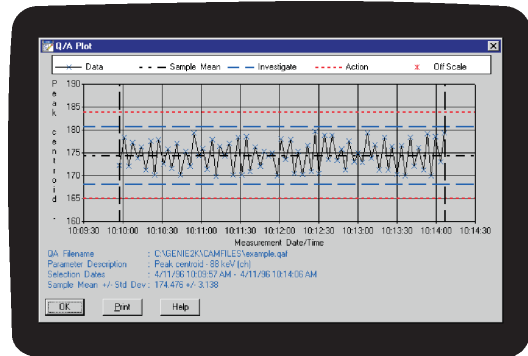 Q/A Plot
Data Sample Mean Investigate Action x Off Scale
Peak centroid -
190
185
180
175
170
165
160
10:09:30 10:10:00 10:10:30 10:11:00 10:11:30 10:12:00 10:12:30 10:13:00 10:13:30 10:14:00 10:14:30
Measurement Date/Time
QA Filename : C:\GENIE2K\CAMFILES\example.qaf
Parameter Description : Peak centroid - 88 keV (ch)
Selection Dates : 4/11/96 10:09:57 AM - 4/11/96 10:14:06 AM
Sample Mean +/- Std Dev : 174.476 +/- 3.138
OK Print Help